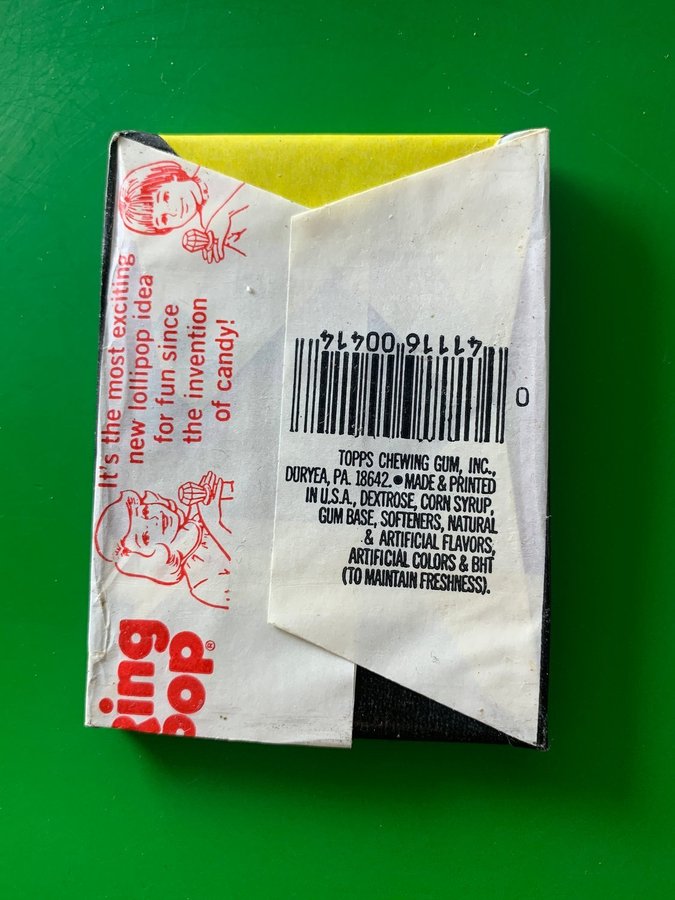 It's the most exciting
new lollipop idea
for fun since
the invention
of candy!
Ring
Pop®
41116 00414
0
TOPPS CHEWING GUM, INC.,
DURYEA, PA. 18642. ● MADE & PRINTED
IN U.S.A., DEXTROSE, CORN SYRUP,
GUM BASE, SOFTENERS, NATURAL
& ARTIFICIAL FLAVORS,
ARTIFICIAL COLORS & BHT
(TO MAINTAIN FRESHNESS).